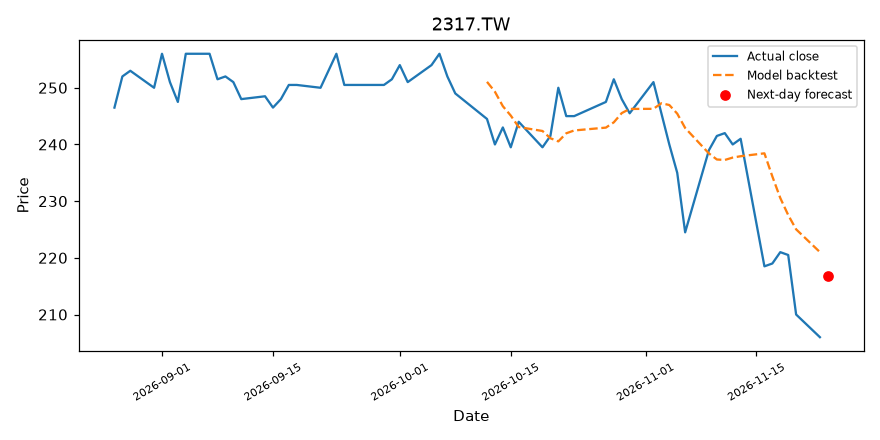 2317.TW
Actual close
Model backtest
Next-day forecast
Price
250
240
230
220
210
2026-09-01
2026-09-15
2026-10-01
2026-10-15
2026-11-01
2026-11-15
Date